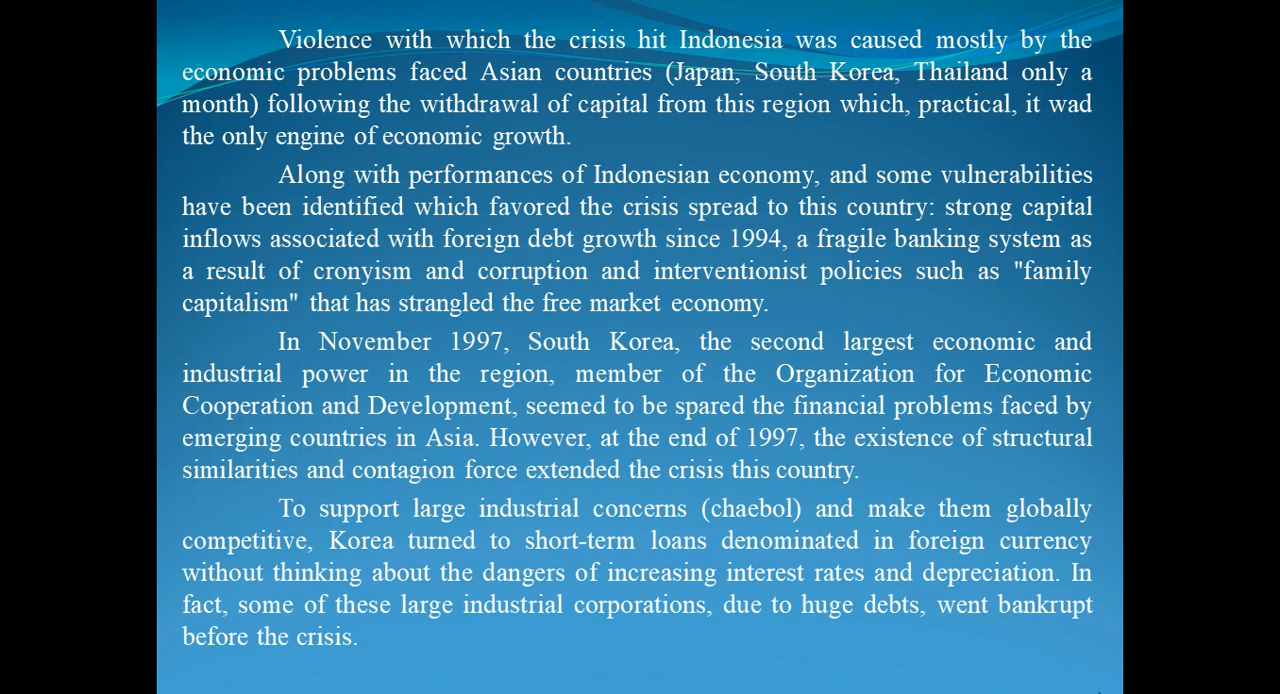 Violence with which the crisis hit Indonesia was caused mostly by the
economic problems faced Asian countries (Japan, South Korea, Thailand only a
month) following the withdrawal of capital from this region which, practical, it wad
the only engine of economic growth.
Along with performances of Indonesian economy, and some vulnerabilities
have been identified which favored the crisis spread to this country: strong capital
inflows associated with foreign debt growth since 1994, a fragile banking system as
a result of cronyism and corruption and interventionist policies such as "family
capitalism" that has strangled the free market economy.
In November 1997, South Korea, the second largest economic and
industrial power in the region, member of the Organization for Economic
Cooperation and Development, seemed to be spared the financial problems faced by
emerging countries in Asia. However, at the end of 1997, the existence of structural
similarities and contagion force extended the crisis this country.
To support large industrial concerns (chaebol) and make them globally
competitive, Korea turned to short-term loans denominated in foreign currency
without thinking about the dangers of increasing interest rates and depreciation. In
fact, some of these large industrial corporations, due to huge debts, went bankrupt
before the crisis.